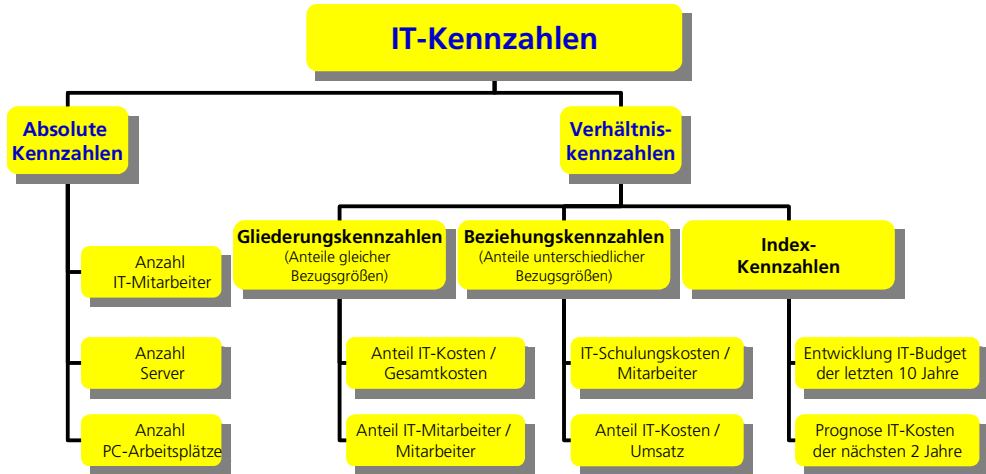 IT-Kennzahlen
Absolute
Kennzahlen
Verhältnis-
kennzahlen
Anzahl
IT-Mitarbeiter
Anzahl
Server
Anzahl
PC-Arbeitsplätze
Gliederungskennzahlen
(Anteile gleicher
Bezugsgrößen)
Anteil IT-Kosten /
Gesamtkosten
Anteil IT-Mitarbeiter /
Mitarbeiter
Beziehungskennzahlen
(Anteile unterschiedlicher
Bezugsgrößen)
IT-Schulungskosten /
Mitarbeiter
Anteil IT-Kosten /
Umsatz
Index-
Kennzahlen
Entwicklung IT-Budget
der letzten 10 Jahre
Prognose IT-Kosten
der nächsten 2 Jahre